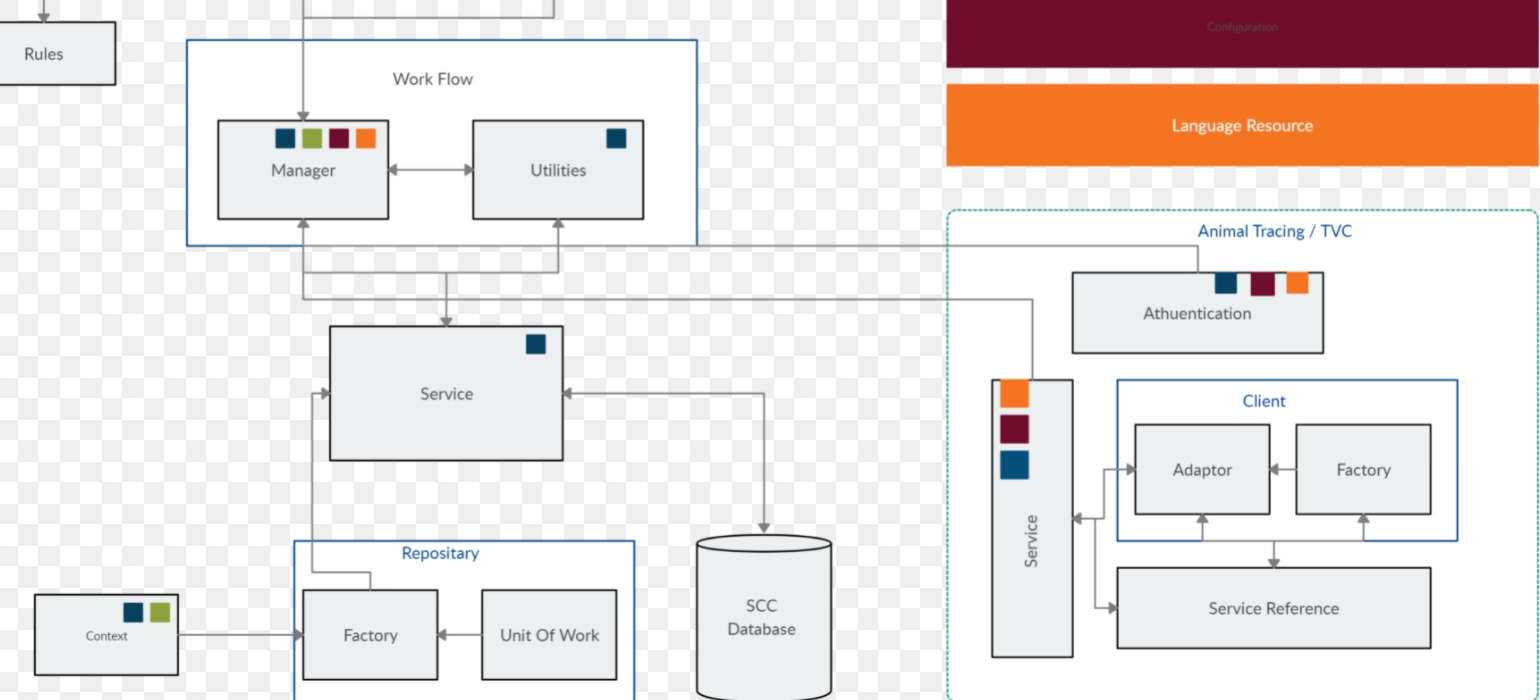 Configuration
Rules
Work Flow
Language Resource
Manager
Utilities
Animal Tracing / TVC
Athuentication
Service
Client
Adaptor
Factory
Service
Repositary
SCC
Database
Service Reference
Context
Factory
Unit Of Work